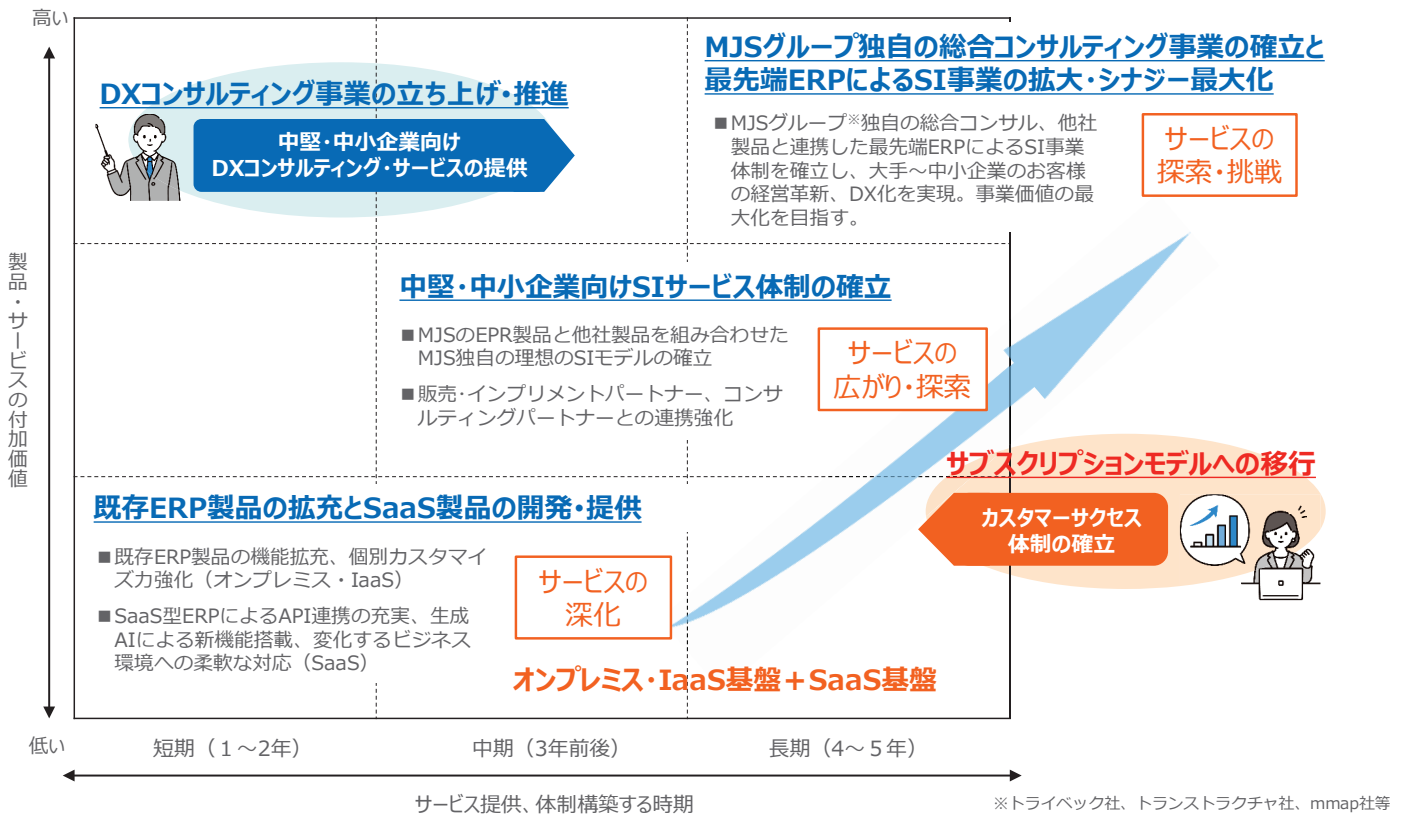 高い
MJSグループ独自の総合コンサルティング事業の確立と
最先端ERPによるSI事業の拡大・シナジー最大化
DXコンサルティング事業の立ち上げ・推進
中堅・中小企業向け
DXコンサルティング・サービスの提供
■MJSグループ※独自の総合コンサル、他社
製品と連携した最先端ERPによるSI事業
体制を確立し、大手～中小企業のお客様
の経営革新、DX化を実現。事業価値の最
大化を目指す。
サービスの
探索・挑戦
製品・サービスの付加価値
中堅・中小企業向けSIサービス体制の確立
■MJSのEPR製品と他社製品を組み合わせた
MJS独自の理想のSIモデルの確立
■販売・インプリメントパートナー、コンサ
ルティングパートナーとの連携強化
サービスの
広がり・探索
サブスクリプションモデルへの移行
カスタマーサクセス
体制の確立
既存ERP製品の拡充とSaaS製品の開発・提供
■既存ERP製品の機能拡充、個別カスタマイ
ズ力強化（オンプレミス・IaaS）
■SaaS型ERPによるAPI連携の充実、生成
AIによる新機能搭載、変化するビジネス
環境への柔軟な対応（SaaS）
サービスの
深化
オンプレミス・IaaS基盤＋SaaS基盤
低い
短期（１～2年）
中期（3年前後）
長期（4～５年）
サービス提供、体制構築する時期
※トライベック社、トランストラクチャ社、mmap社等